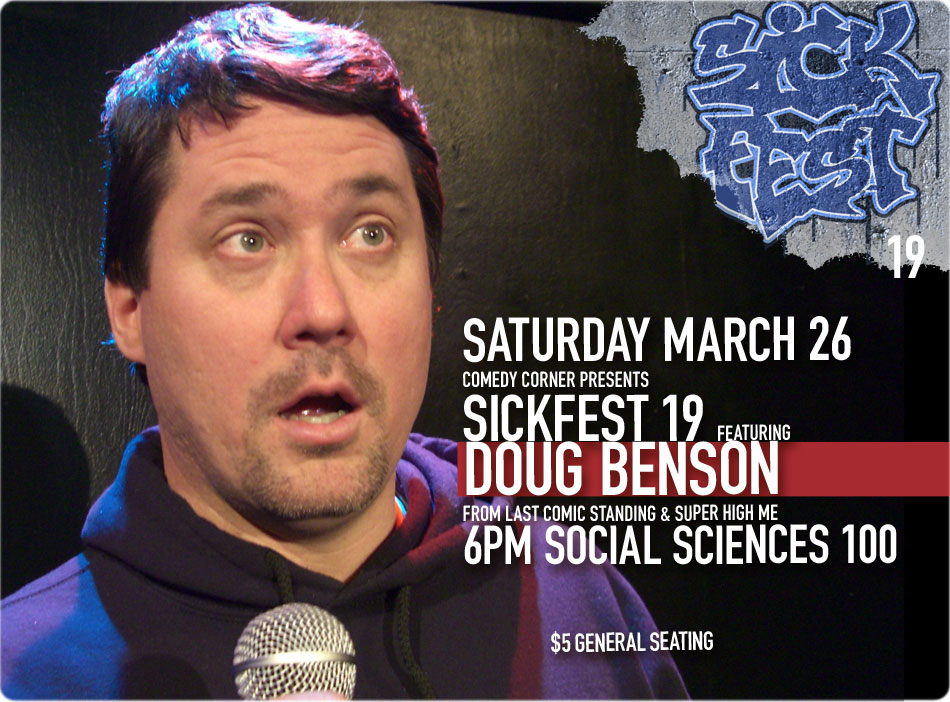 SICK
FEST
19
SATURDAY MARCH 26
COMEDY CORNER PRESENTS
SICKFEST 19 FEATURING
DOUG BENSON
FROM LAST COMIC STANDING & SUPER HIGH ME
6PM SOCIAL SCIENCES 100
$5 GENERAL SEATING